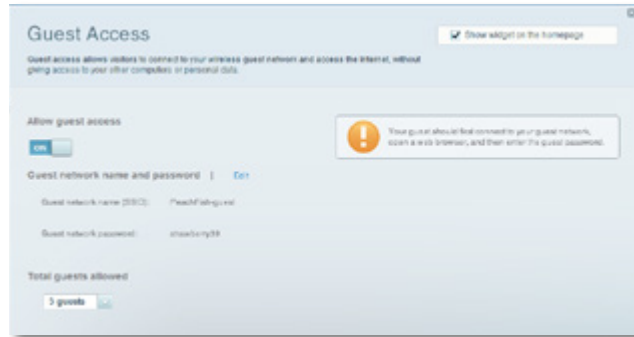 Guest Access
Show widget on the homepage
Guest access allows visitors to connect to your wireless guest network and access the Internet, without
giving access to your other computers or personal data.
Allow guest access
Your guest should first connect to your guest network,
open a web browser, and then enter the guest password.
ON
Guest network name and password | Edit
Guest network name (SSID): PeachFish-guest
Guest network password:
Total guests allowed
guests